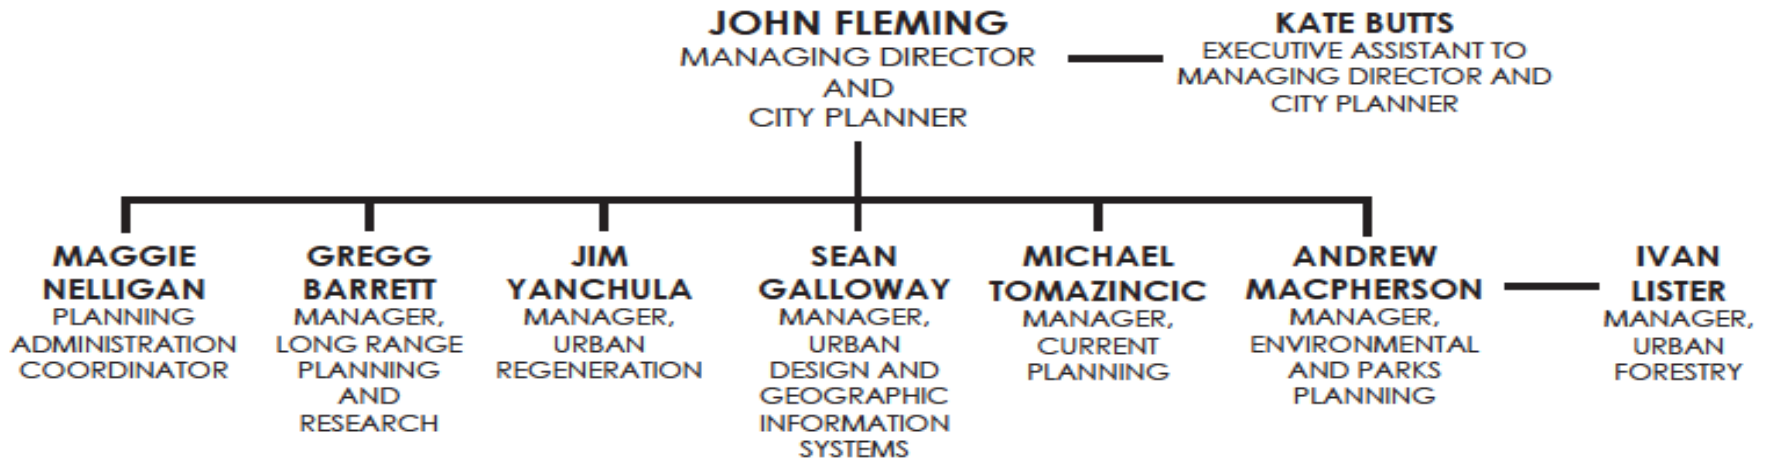 JOHN FLEMING
MANAGING DIRECTOR
AND
CITY PLANNER
KATE BUTTS
EXECUTIVE ASSISTANT TO
MANAGING DIRECTOR AND
CITY PLANNER
MAGGIE
NELLIGAN
PLANNING
ADMINISTRATION
COORDINATOR
GREGG
BARRETT
MANAGER,
LONG RANGE
PLANNING
AND
RESEARCH
JIM
YANCHULA
MANAGER,
URBAN
REGENERATION
SEAN
GALLOWAY
MANAGER,
URBAN
DESIGN AND
GEOGRAPHIC
INFORMATION
SYSTEMS
MICHAEL
TOMAZINCIC
MANAGER,
CURRENT
PLANNING
ANDREW
MACPHERSON
MANAGER,
ENVIRONMENTAL
AND PARKS
PLANNING
IVAN
LISTER
MANAGER,
URBAN
FORESTRY